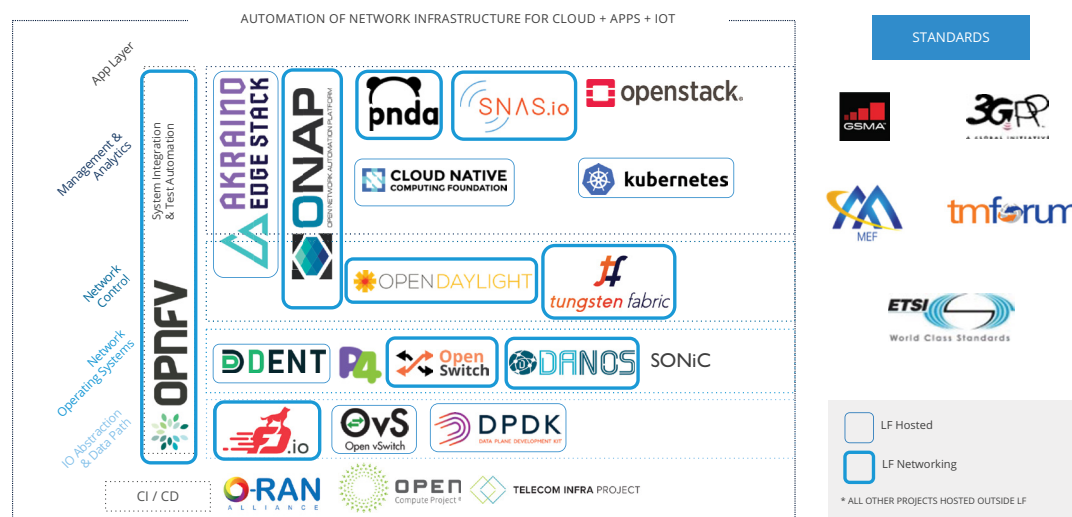 AUTOMATION OF NETWORK INFRASTRUCTURE FOR CLOUD + APPS + IOT
STANDARDS
App Layer
Management &
Analytics
Network
Control
Network
Operating Systems
IO Abstraction
& Data Path
System Integration
& Test Automation
OPNFV
AKRAINO
EDGE STACK
ONAP
OPEN NETWORK AUTOMATION PLATFORM
pnda
SNAS.io
openstack.
CLOUD NATIVE
COMPUTING FOUNDATION
kubernetes
OPENDAYLIGHT
tungsten fabric
DENT
P4
Open
Switch
DANOS
SONiC
.io
OvS
Open vSwitch
DPDK
DATA PLANE DEVELOPMENT KIT
CI / CD
O-RAN
ALLIANCE
OPEN
Compute Project ®
TELECOM INFRA PROJECT
GSMA™
3GPP
A GLOBAL INITIATIVE
MEF
tmforum
ETSI
World Class Standards
LF Hosted
LF Networking
* ALL OTHER PROJECTS HOSTED OUTSIDE LF